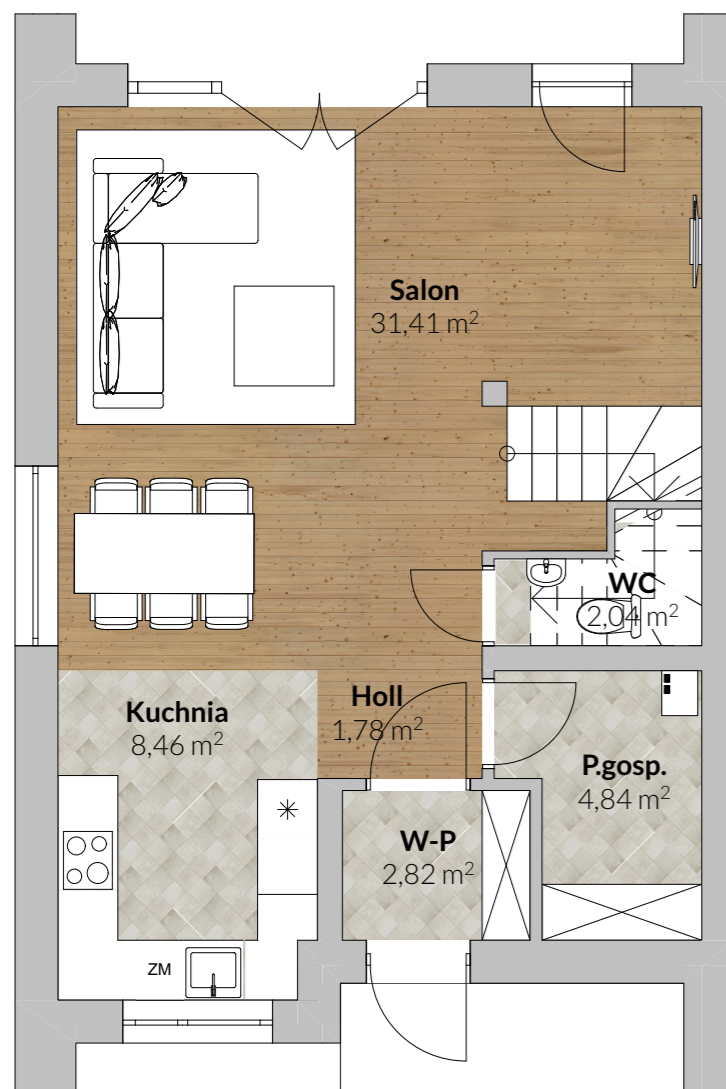 Salon
31,41 m²
WC
2,04 m²
Holl
1,78 m²
Kuchnia
8,46 m²
P.gosp.
4,84 m²
W-P
2,82 m²
ZM